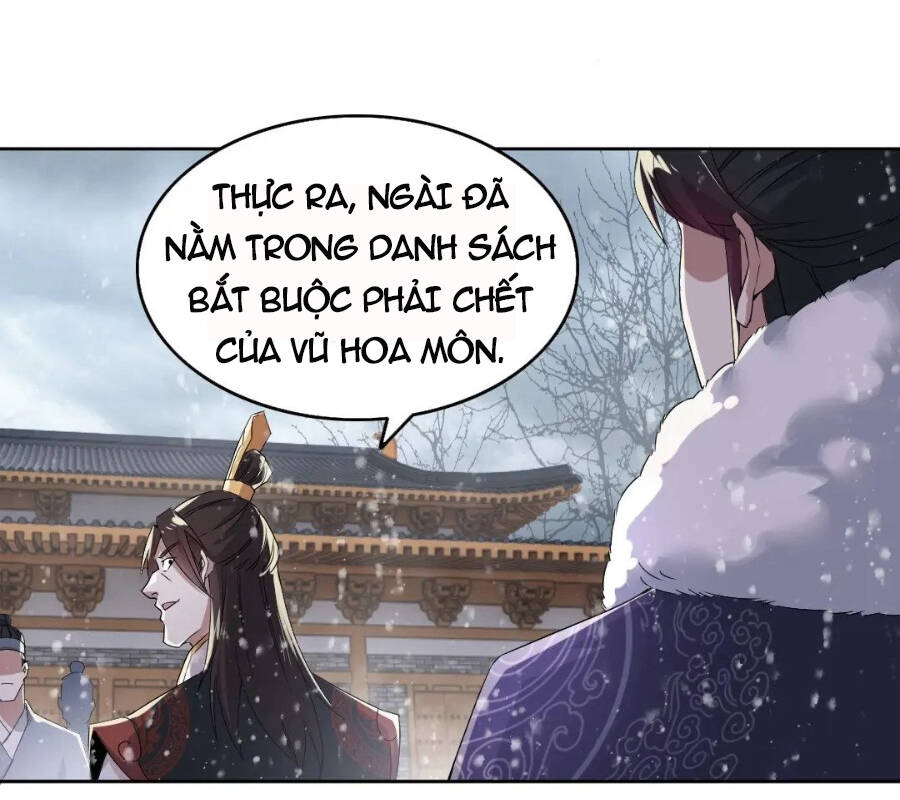 THỰC RA, NGÀI ĐÃ
NẰM TRONG DANH SÁCH
BẮT BUỘC PHẢI CHẾT
CỦA VŨ HOA MÔN.